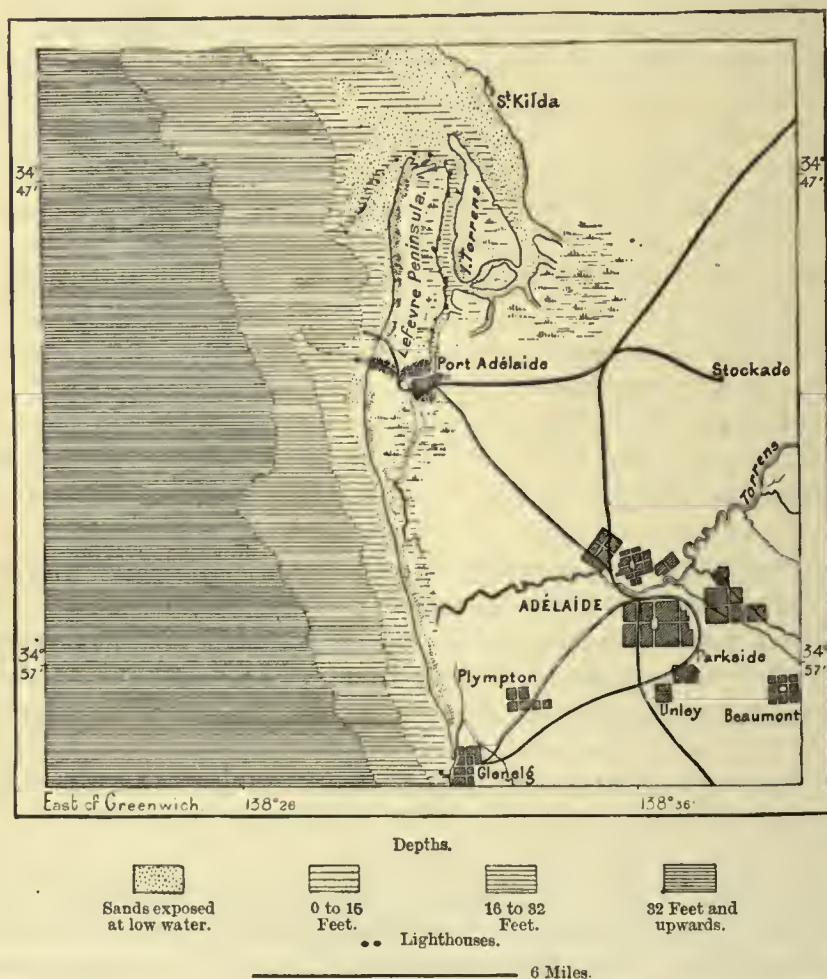 St Kilda
34°
47'
34°
47'
Lefevre Peninsula.
I. Torrens
Port Adélaide
Stockade
Torrens
ADÉLAIDE
34°
57'
34°
57'
Parkside
Plympton
Unley
Beaumont
Glenelg
East of Greenwich.
138°26'
138°36'
Depths.
Sands exposed
at low water.
0 to 15
Feet.
16 to 32
Feet.
32 Feet and
upwards.
Lighthouses.
6 Miles.